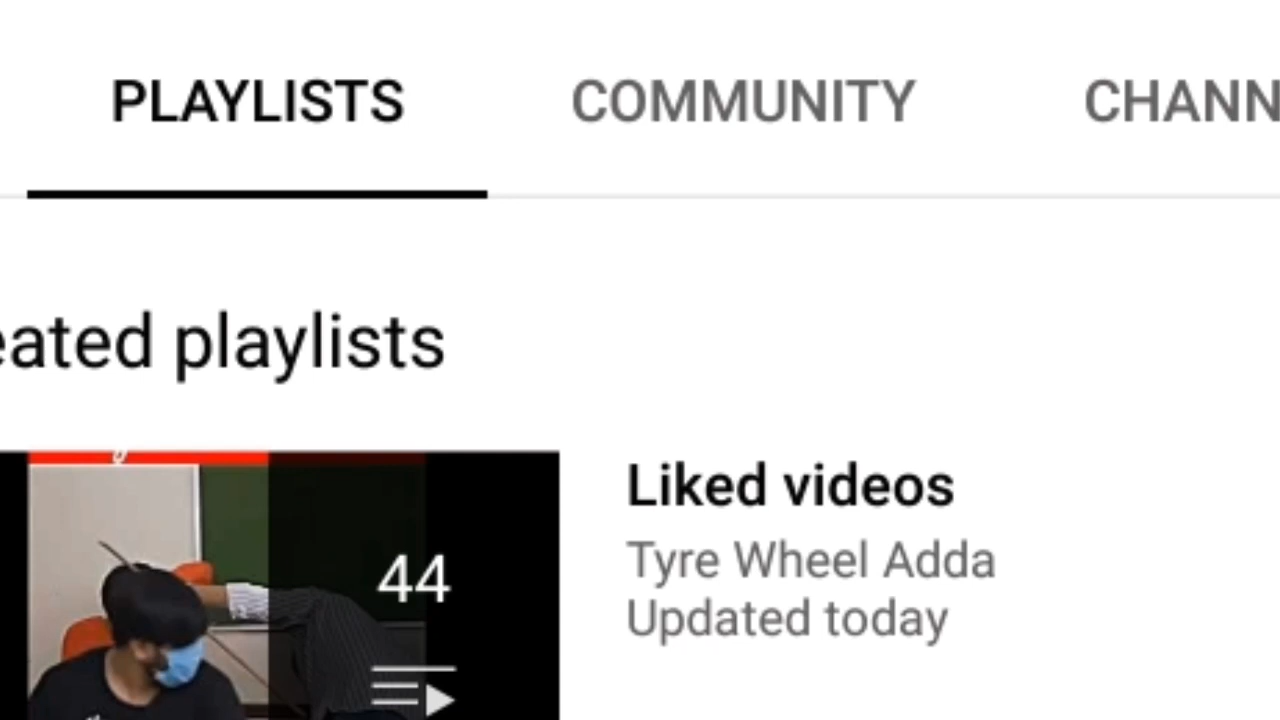 PLAYLISTS COMMUNITY CHANN
eated playlists
44
Liked videos
Tyre Wheel Adda
Updated today